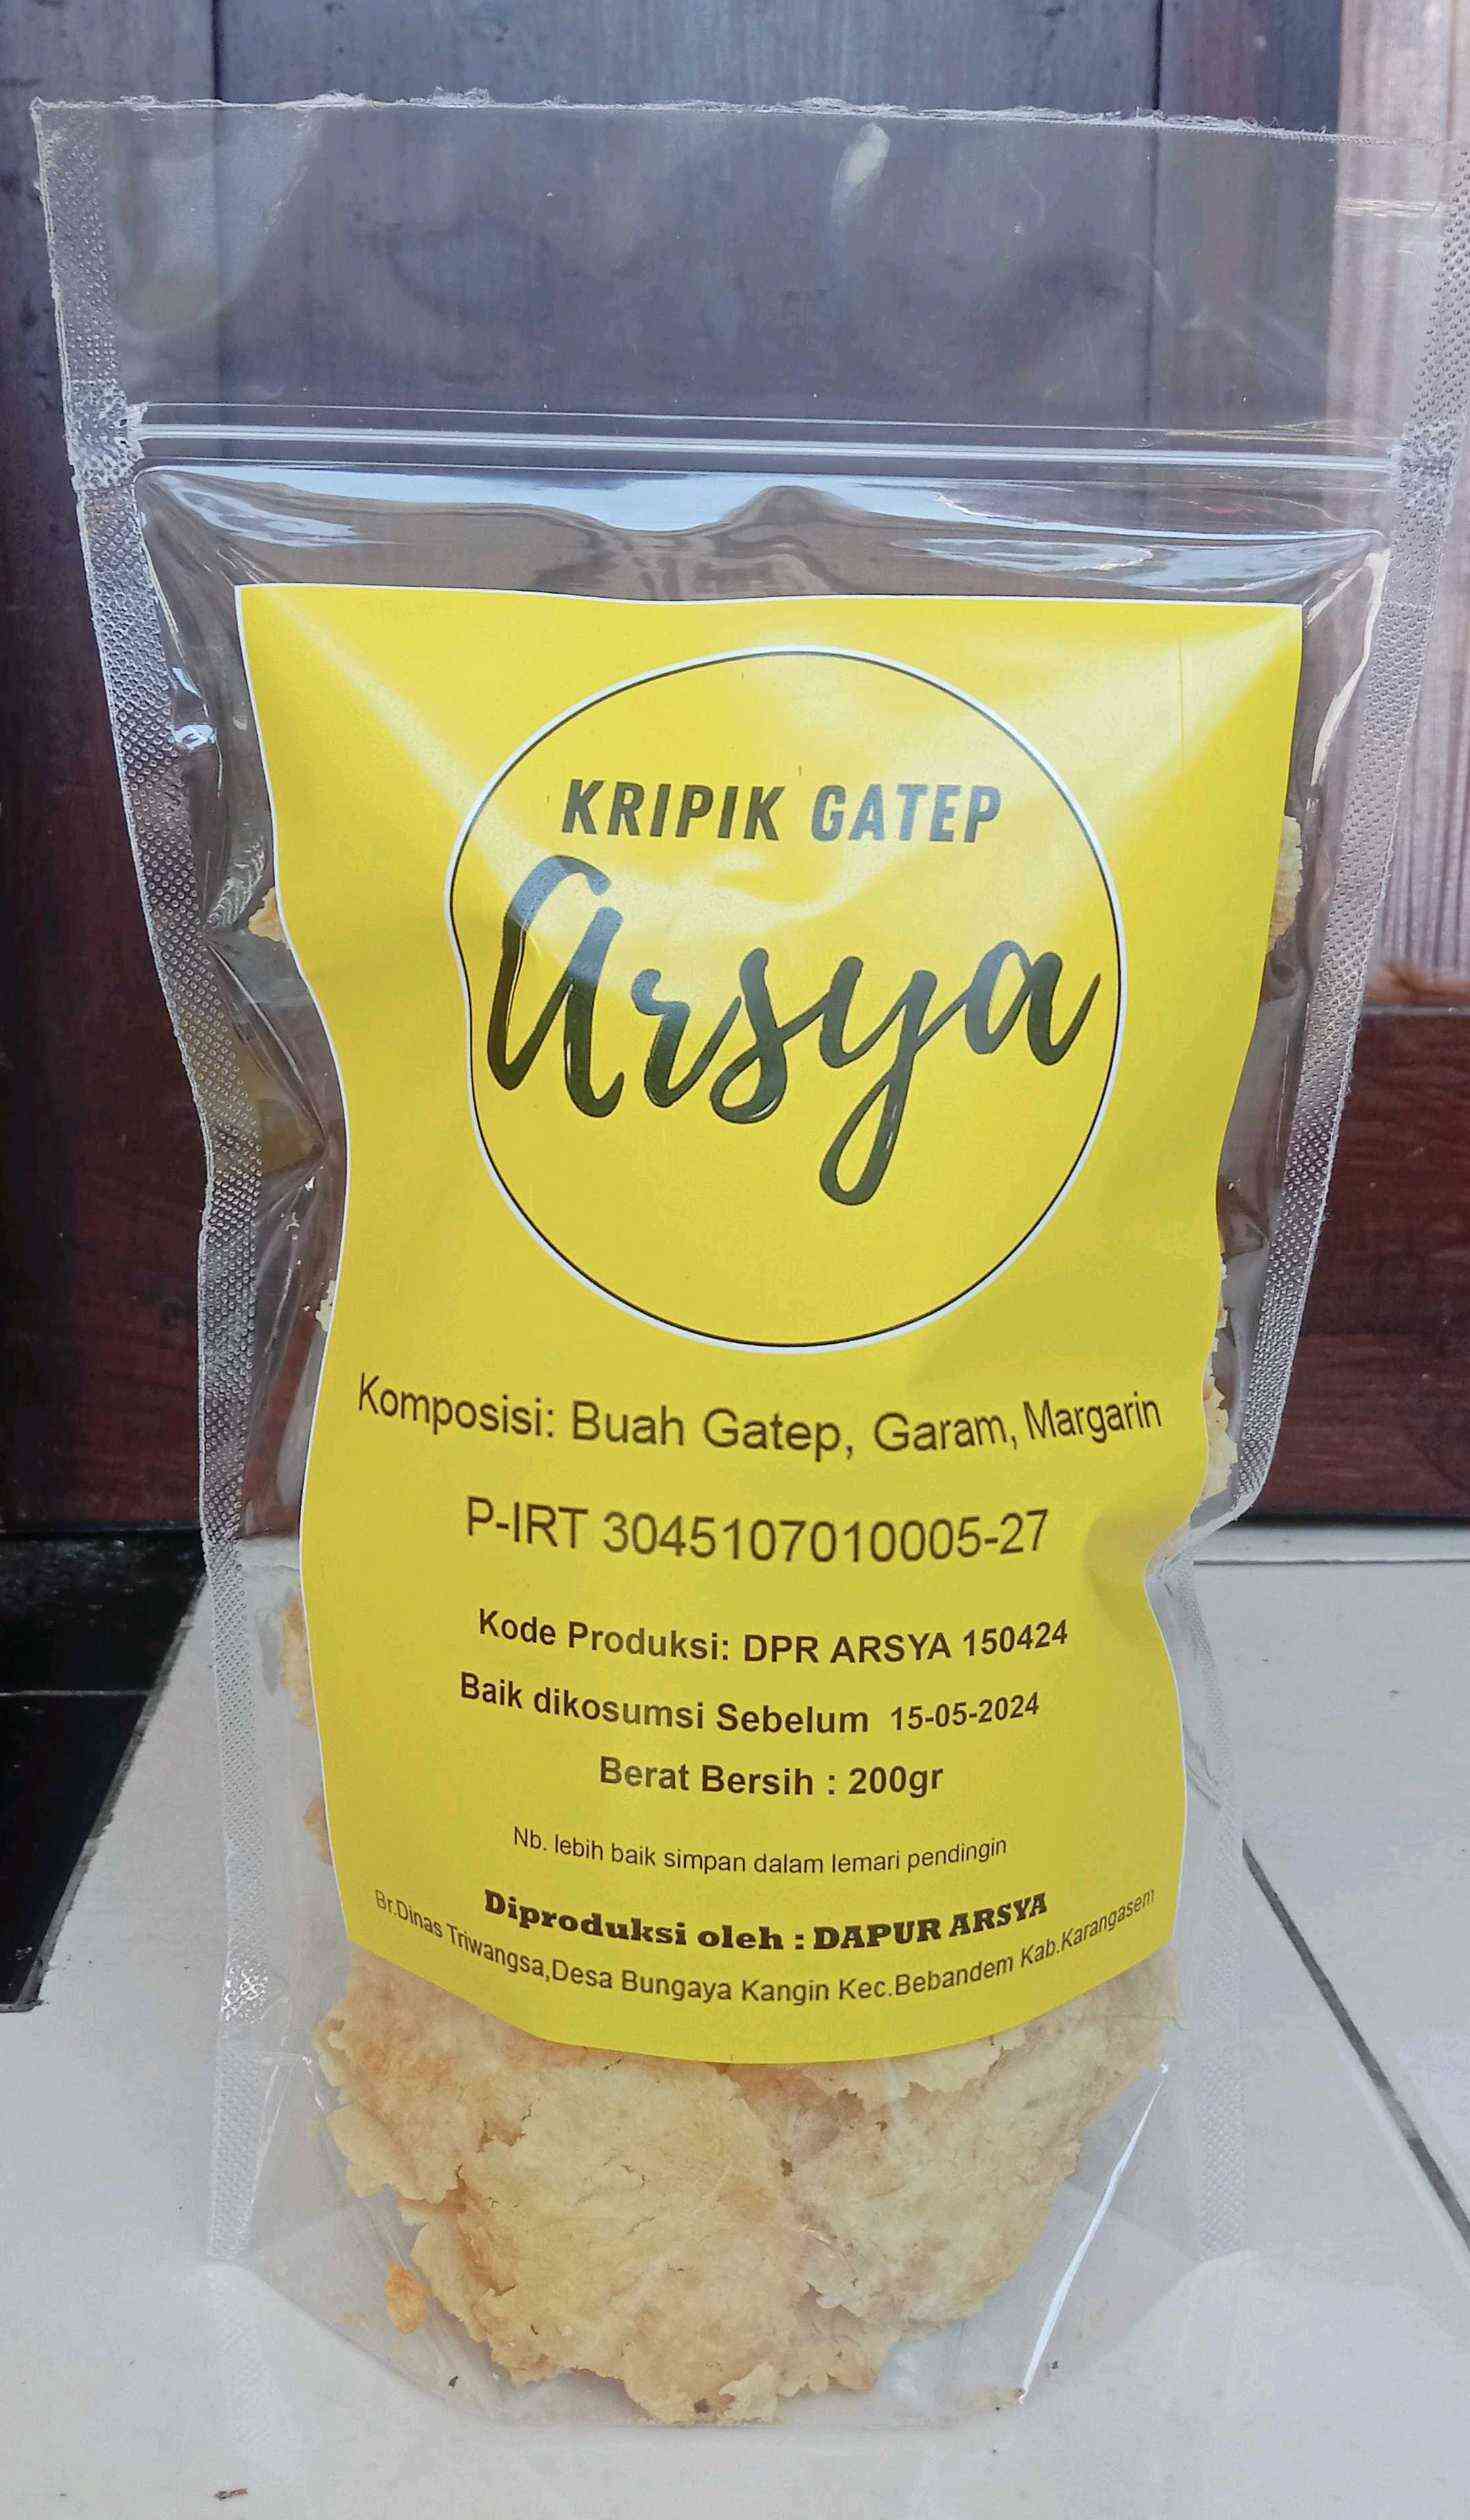 KRIPIK GATEP
Arsya
Komposisi: Buah Gatep, Garam, Margarin
P-IRT 3045107010005-27
Kode Produksi: DPR ARSYA 150424
Baik dikosumsi Sebelum 15-05-2024
Berat Bersih : 200gr
Nb. lebih baik simpan dalam lemari pendingin
Diproduksi oleh : DAPUR ARSYA
Br.Dinas Triwangsa,Desa Bungaya Kangin Kec.Bebandem Kab.Karangasem